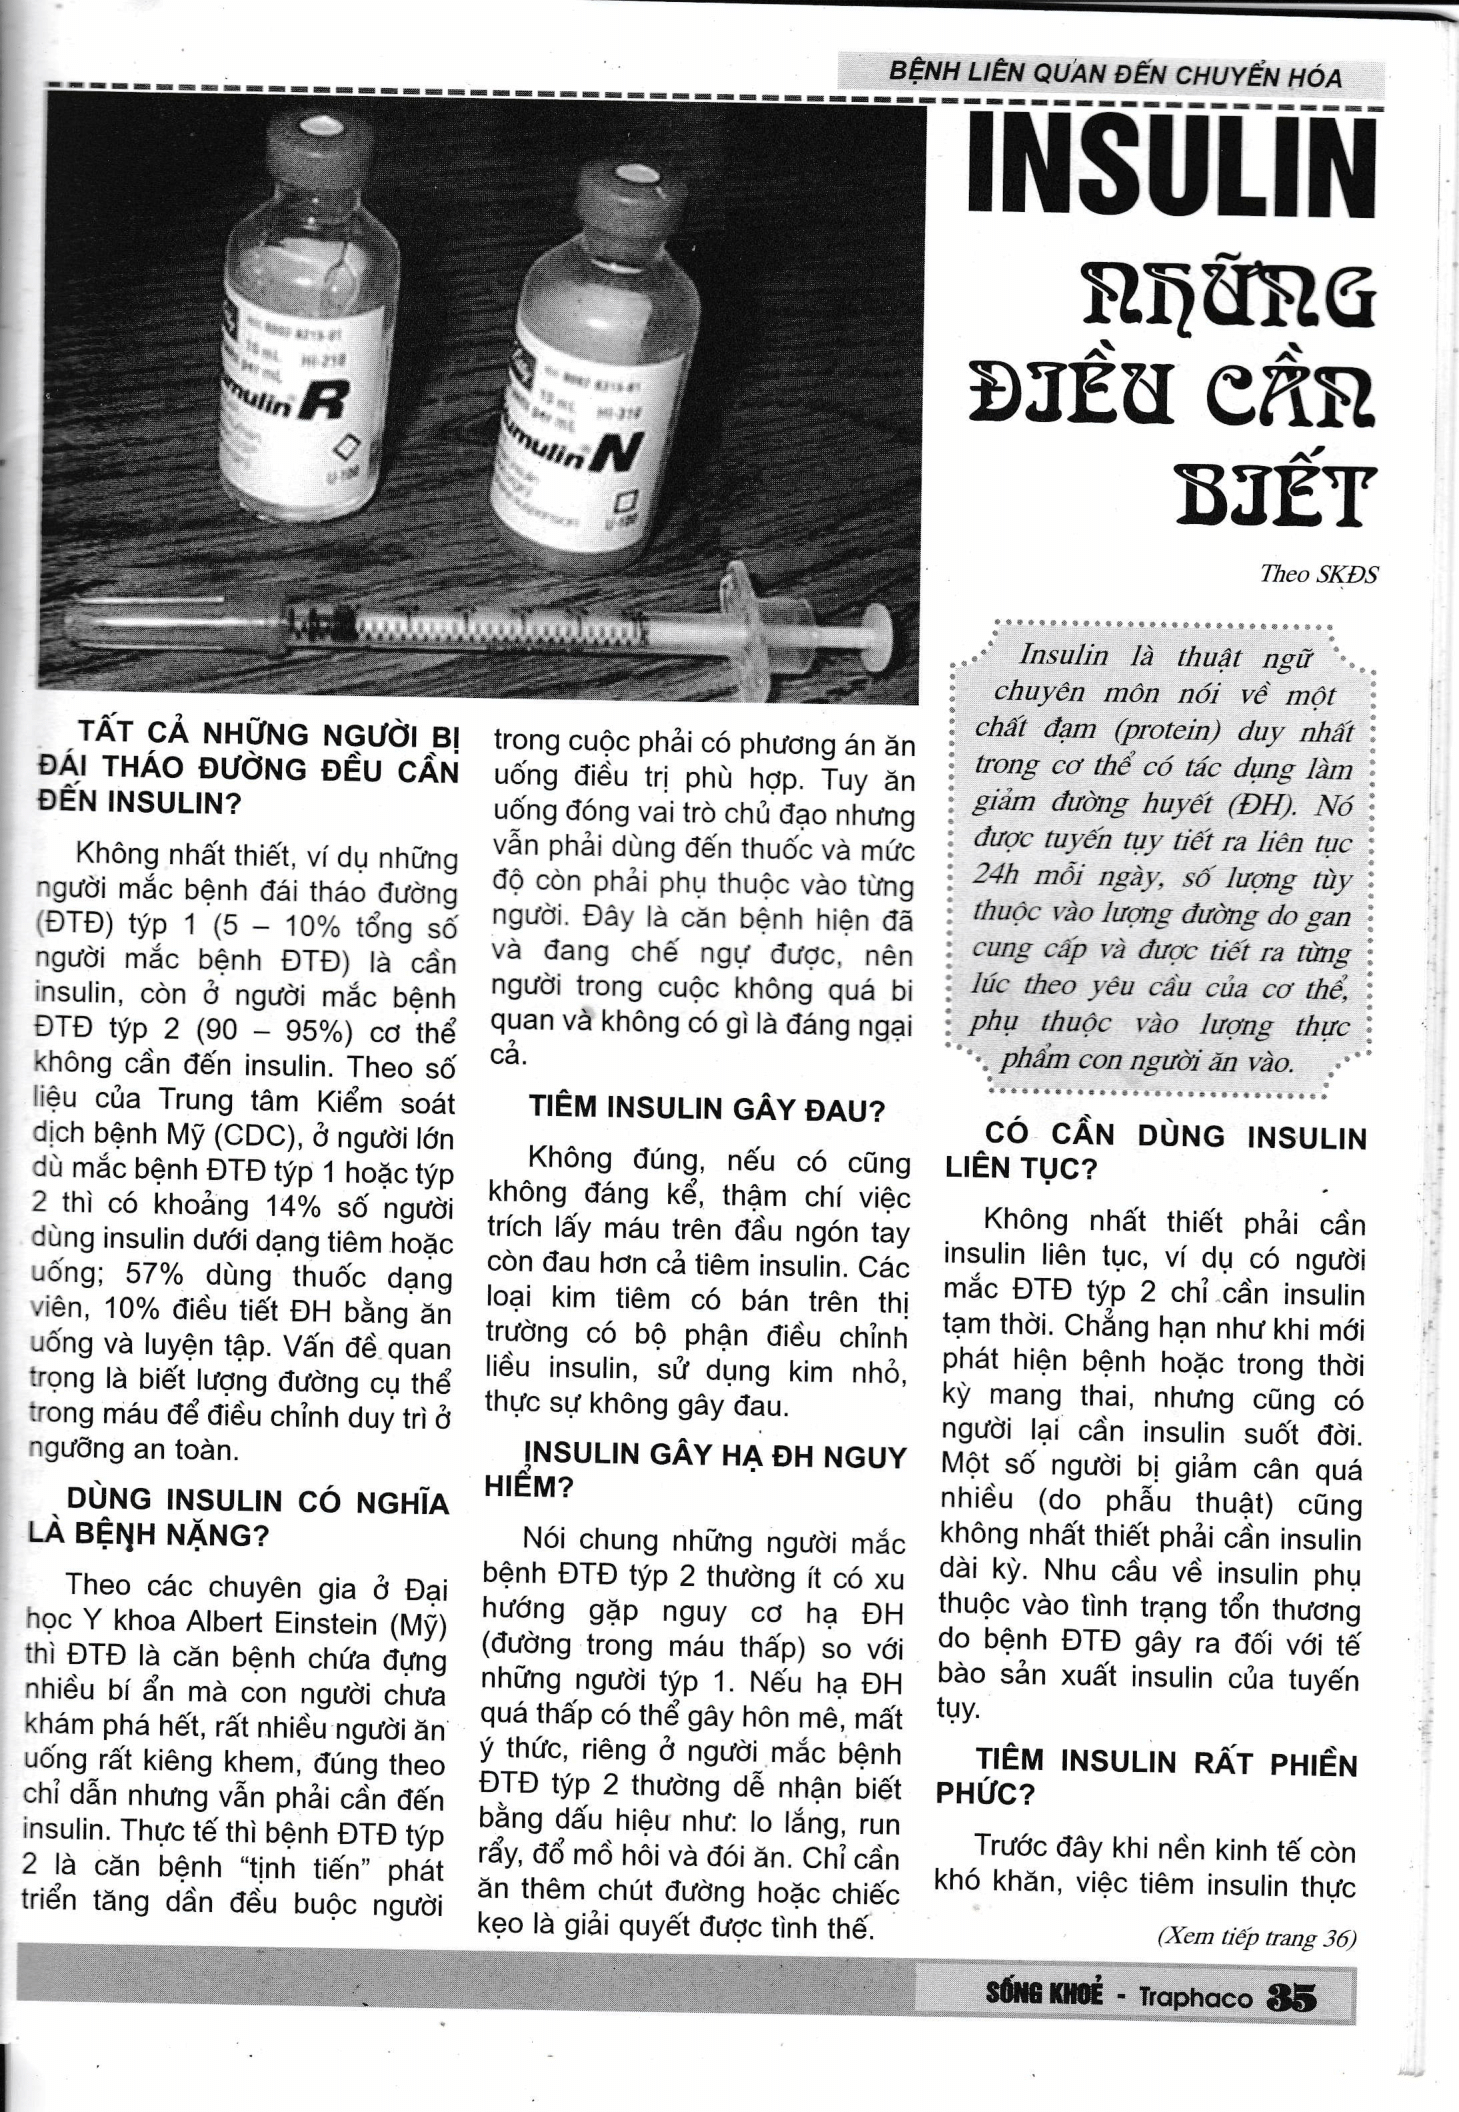 BỆNH LIÊN QUAN ĐẾN CHUYỂN HÓA
INSULIN
NHỮNG
ĐIỀU CẦN
BIẾT
Theo SKĐS
10 mL HI-210
R
U-100
10 mL HI-310
N
U-100
Insulin là thuật ngữ
chuyên môn nói về một
chất đạm (protein) duy nhất
trong cơ thể có tác dụng làm
giảm đường huyết (ĐH). Nó
được tuyến tụy tiết ra liên tục
24h mỗi ngày, số lượng tùy
thuộc vào lượng đường do gan
cung cấp và được tiết ra từng
lúc theo yêu cầu của cơ thể,
phụ thuộc vào lượng thực
phẩm con người ăn vào.
TẤT CẢ NHỮNG NGƯỜI BỊ
ĐÁI THÁO ĐƯỜNG ĐỀU CẦN
ĐẾN INSULIN?
Không nhất thiết, ví dụ những
người mắc bệnh đái tháo đường
(ĐTĐ) týp 1 (5 – 10% tổng số
người mắc bệnh ĐTĐ) là cần
insulin, còn ở người mắc bệnh
ĐTĐ týp 2 (90 – 95%) cơ thể
không cần đến insulin. Theo số
liệu của Trung tâm Kiểm soát
dịch bệnh Mỹ (CDC), ở người lớn
dù mắc bệnh ĐTĐ týp 1 hoặc týp
2 thì có khoảng 14% số người
dùng insulin dưới dạng tiêm hoặc
uống; 57% dùng thuốc dạng
viên, 10% điều tiết ĐH bằng ăn
uống và luyện tập. Vấn đề quan
trọng là biết lượng đường cụ thể
trong máu để điều chỉnh duy trì ở
ngưỡng an toàn.
DÙNG INSULIN CÓ NGHĨA
LÀ BỆNH NẶNG?
Theo các chuyên gia ở Đại
học Y khoa Albert Einstein (Mỹ)
thì ĐTĐ là căn bệnh chứa đựng
nhiều bí ẩn mà con người chưa
khám phá hết, rất nhiều người ăn
uống rất kiêng khem, đúng theo
chỉ dẫn nhưng vẫn phải cần đến
insulin. Thực tế thì bệnh ĐTĐ týp
2 là căn bệnh “tịnh tiến” phát
triển tăng dần đều buộc người
trong cuộc phải có phương án ăn
uống điều trị phù hợp. Tuy ăn
uống đóng vai trò chủ đạo nhưng
vẫn phải dùng đến thuốc và mức
độ còn phải phụ thuộc vào từng
người. Đây là căn bệnh hiện đã
và đang chế ngự được, nên
người trong cuộc không quá bi
quan và không có gì là đáng ngại
cả.
TIÊM INSULIN GÂY ĐAU?
Không đúng, nếu có cũng
không đáng kể, thậm chí việc
trích lấy máu trên đầu ngón tay
còn đau hơn cả tiêm insulin. Các
loại kim tiêm có bán trên thị
trường có bộ phận điều chỉnh
liều insulin, sử dụng kim nhỏ,
thực sự không gây đau.
INSULIN GÂY HẠ ĐH NGUY
HIỂM?
Nói chung những người mắc
bệnh ĐTĐ týp 2 thường ít có xu
hướng gặp nguy cơ hạ ĐH
(đường trong máu thấp) so với
những người týp 1. Nếu hạ ĐH
quá thấp có thể gây hôn mê, mất
ý thức, riêng ở người mắc bệnh
ĐTĐ týp 2 thường dễ nhận biết
bằng dấu hiệu như: lo lắng, run
rẩy, đổ mồ hôi và đói ăn. Chỉ cần
ăn thêm chút đường hoặc chiếc
kẹo là giải quyết được tình thế.
CÓ CẦN DÙNG INSULIN
LIÊN TỤC?
Không nhất thiết phải cần
insulin liên tục, ví dụ có người
mắc ĐTĐ týp 2 chỉ cần insulin
tạm thời. Chẳng hạn như khi mới
phát hiện bệnh hoặc trong thời
kỳ mang thai, nhưng cũng có
người lại cần insulin suốt đời.
Một số người bị giảm cân quá
nhiều (do phẫu thuật) cũng
không nhất thiết phải cần insulin
dài kỳ. Nhu cầu về insulin phụ
thuộc vào tình trạng tổn thương
do bệnh ĐTĐ gây ra đối với tế
bào sản xuất insulin của tuyến
tụy.
TIÊM INSULIN RẤT PHIỀN
PHỨC?
Trước đây khi nền kinh tế còn
khó khăn, việc tiêm insulin thực
(Xem tiếp trang 36)
SỐNG KHOẺ - Traphaco 35